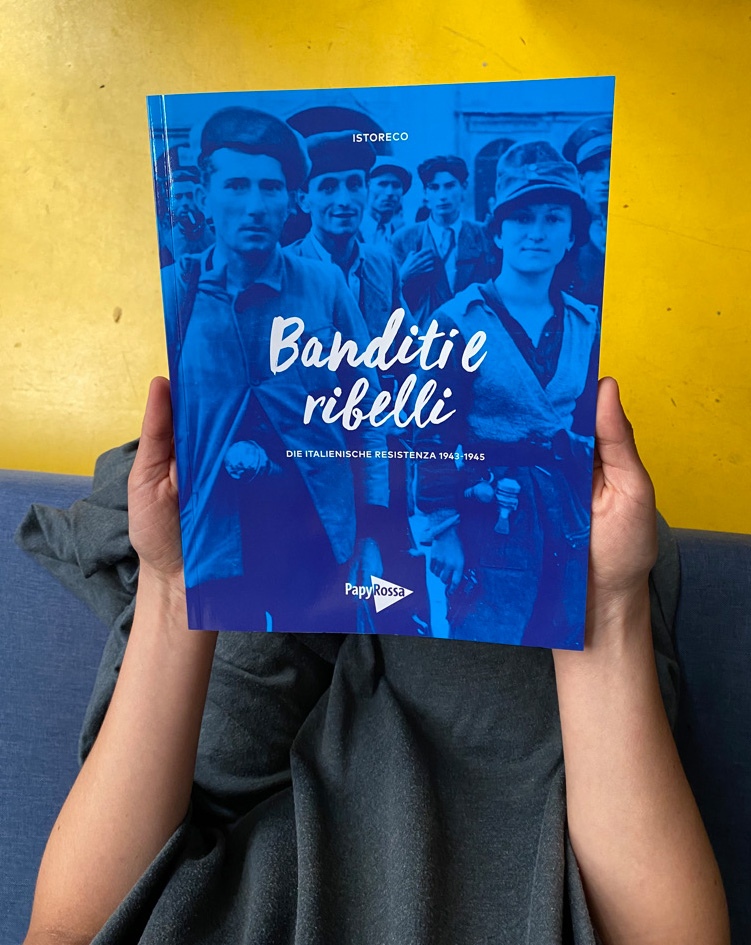 ISTORECO
Banditi e
ribelli
DIE ITALIENISCHE RESISTENZA 1943-1945
PapyRossa